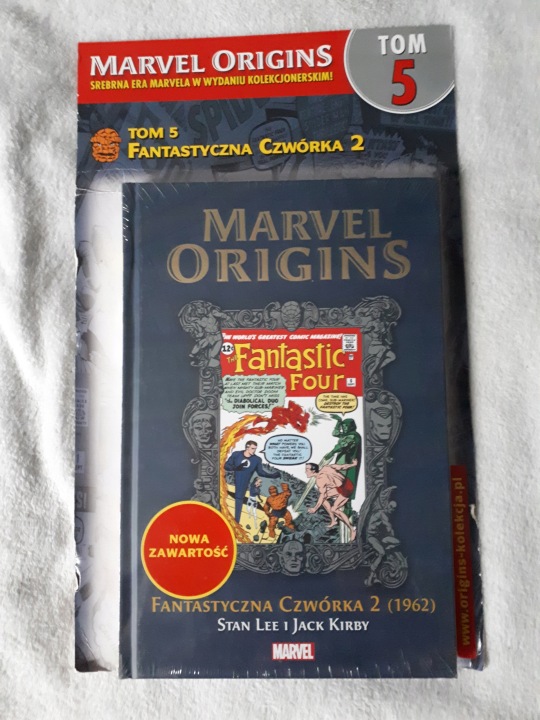 MARVEL ORIGINS
SREBRNA ERA MARVELA W WYDANIU KOLEKCJONERSKIM!
TOM
5
TOM 5
FANTASTYCZNA CZWÓRKA 2
MARVEL
ORIGINS
THE WORLD'S GREATEST COMIC MAGAZINE!
12¢
THE
Fantastic
FOUR
"THE DIABOLICAL DUO
JOIN FORCES!"
NOWA
ZAWARTOŚĆ
FANTASTYCZNA CZWÓRKA 2 (1962)
STAN LEE I JACK KIRBY
MARVEL
www.origins-kolekcja.pl